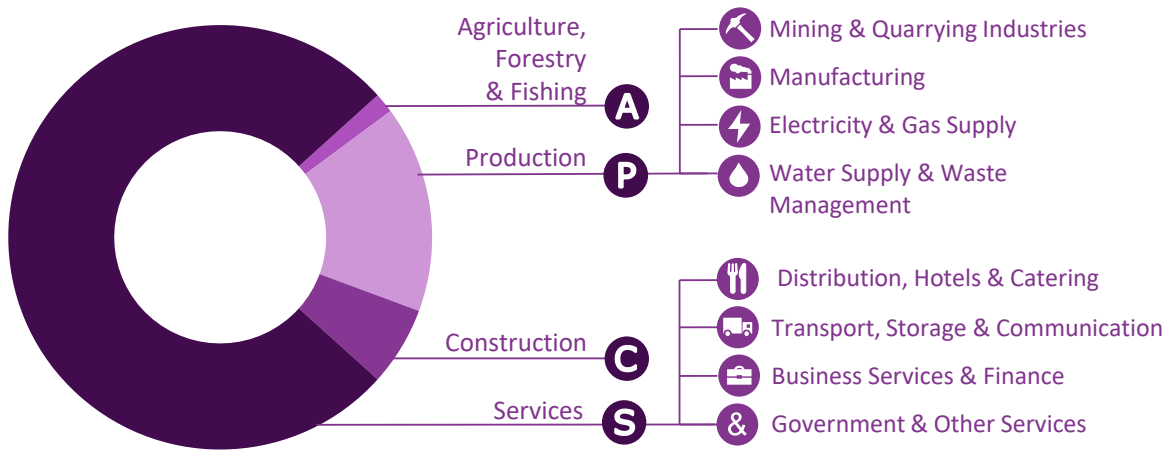 Agriculture,
Forestry
& Fishing
A
Production
P
Mining & Quarrying Industries
Manufacturing
Electricity & Gas Supply
Water Supply & Waste
Management
Construction
C
Services
S
Distribution, Hotels & Catering
Transport, Storage & Communication
Business Services & Finance
&
Government & Other Services